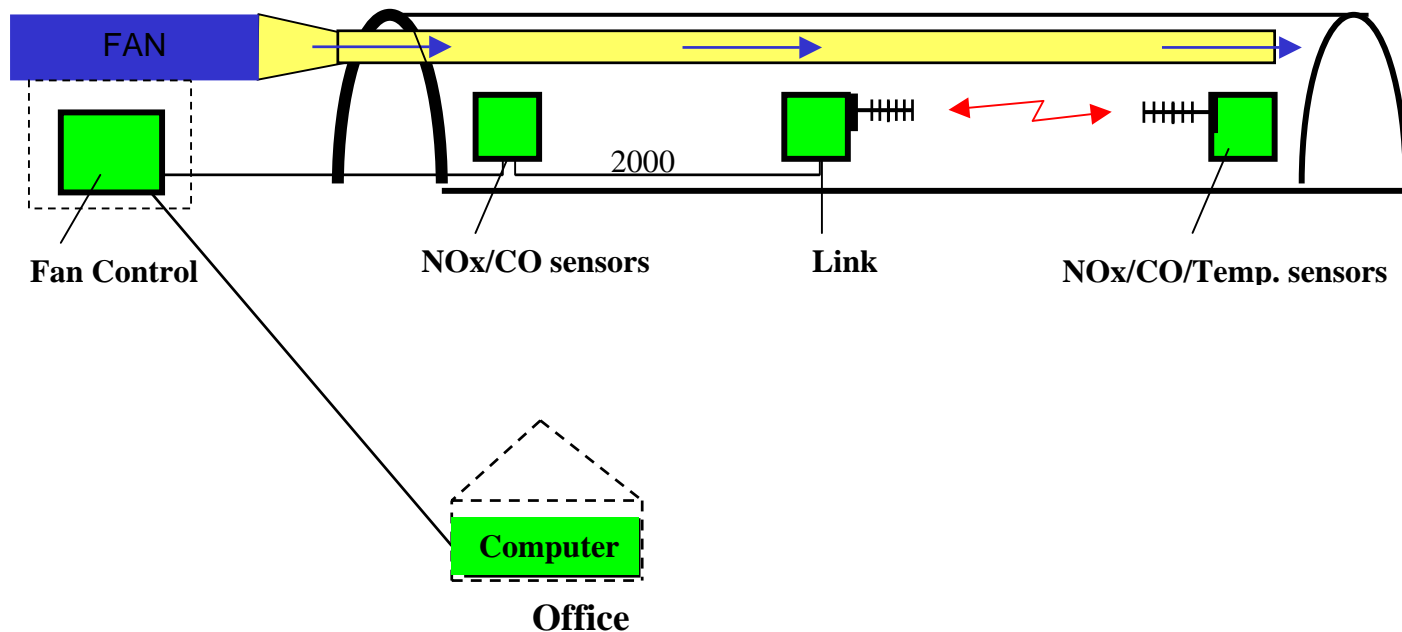 FAN
2000
NOx/CO sensors
Link
NOx/CO/Temp. sensors
Fan Control
Computer
Office